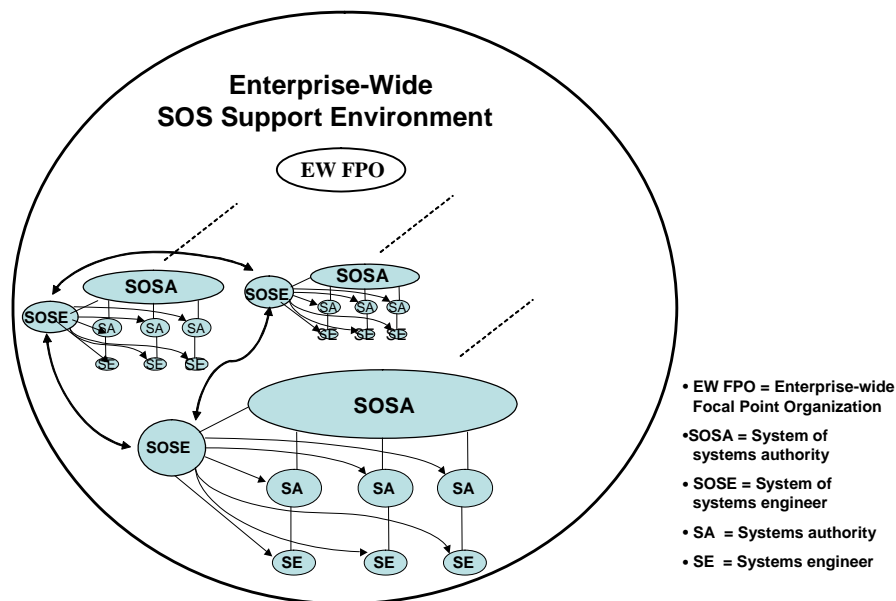 Enterprise-Wide
SOS Support Environment
EW FPO
SOSA
SOSE
SA SA SA
SE SE SE
SOSA
SOSE
SA SA SA
SE SE SE
SOSA
SOSE
SA SA SA
SE SE SE
• EW FPO = Enterprise-wide
Focal Point Organization
•SOSA = System of
systems authority
• SOSE = System of
systems engineer
• SA = Systems authority
• SE = Systems engineer